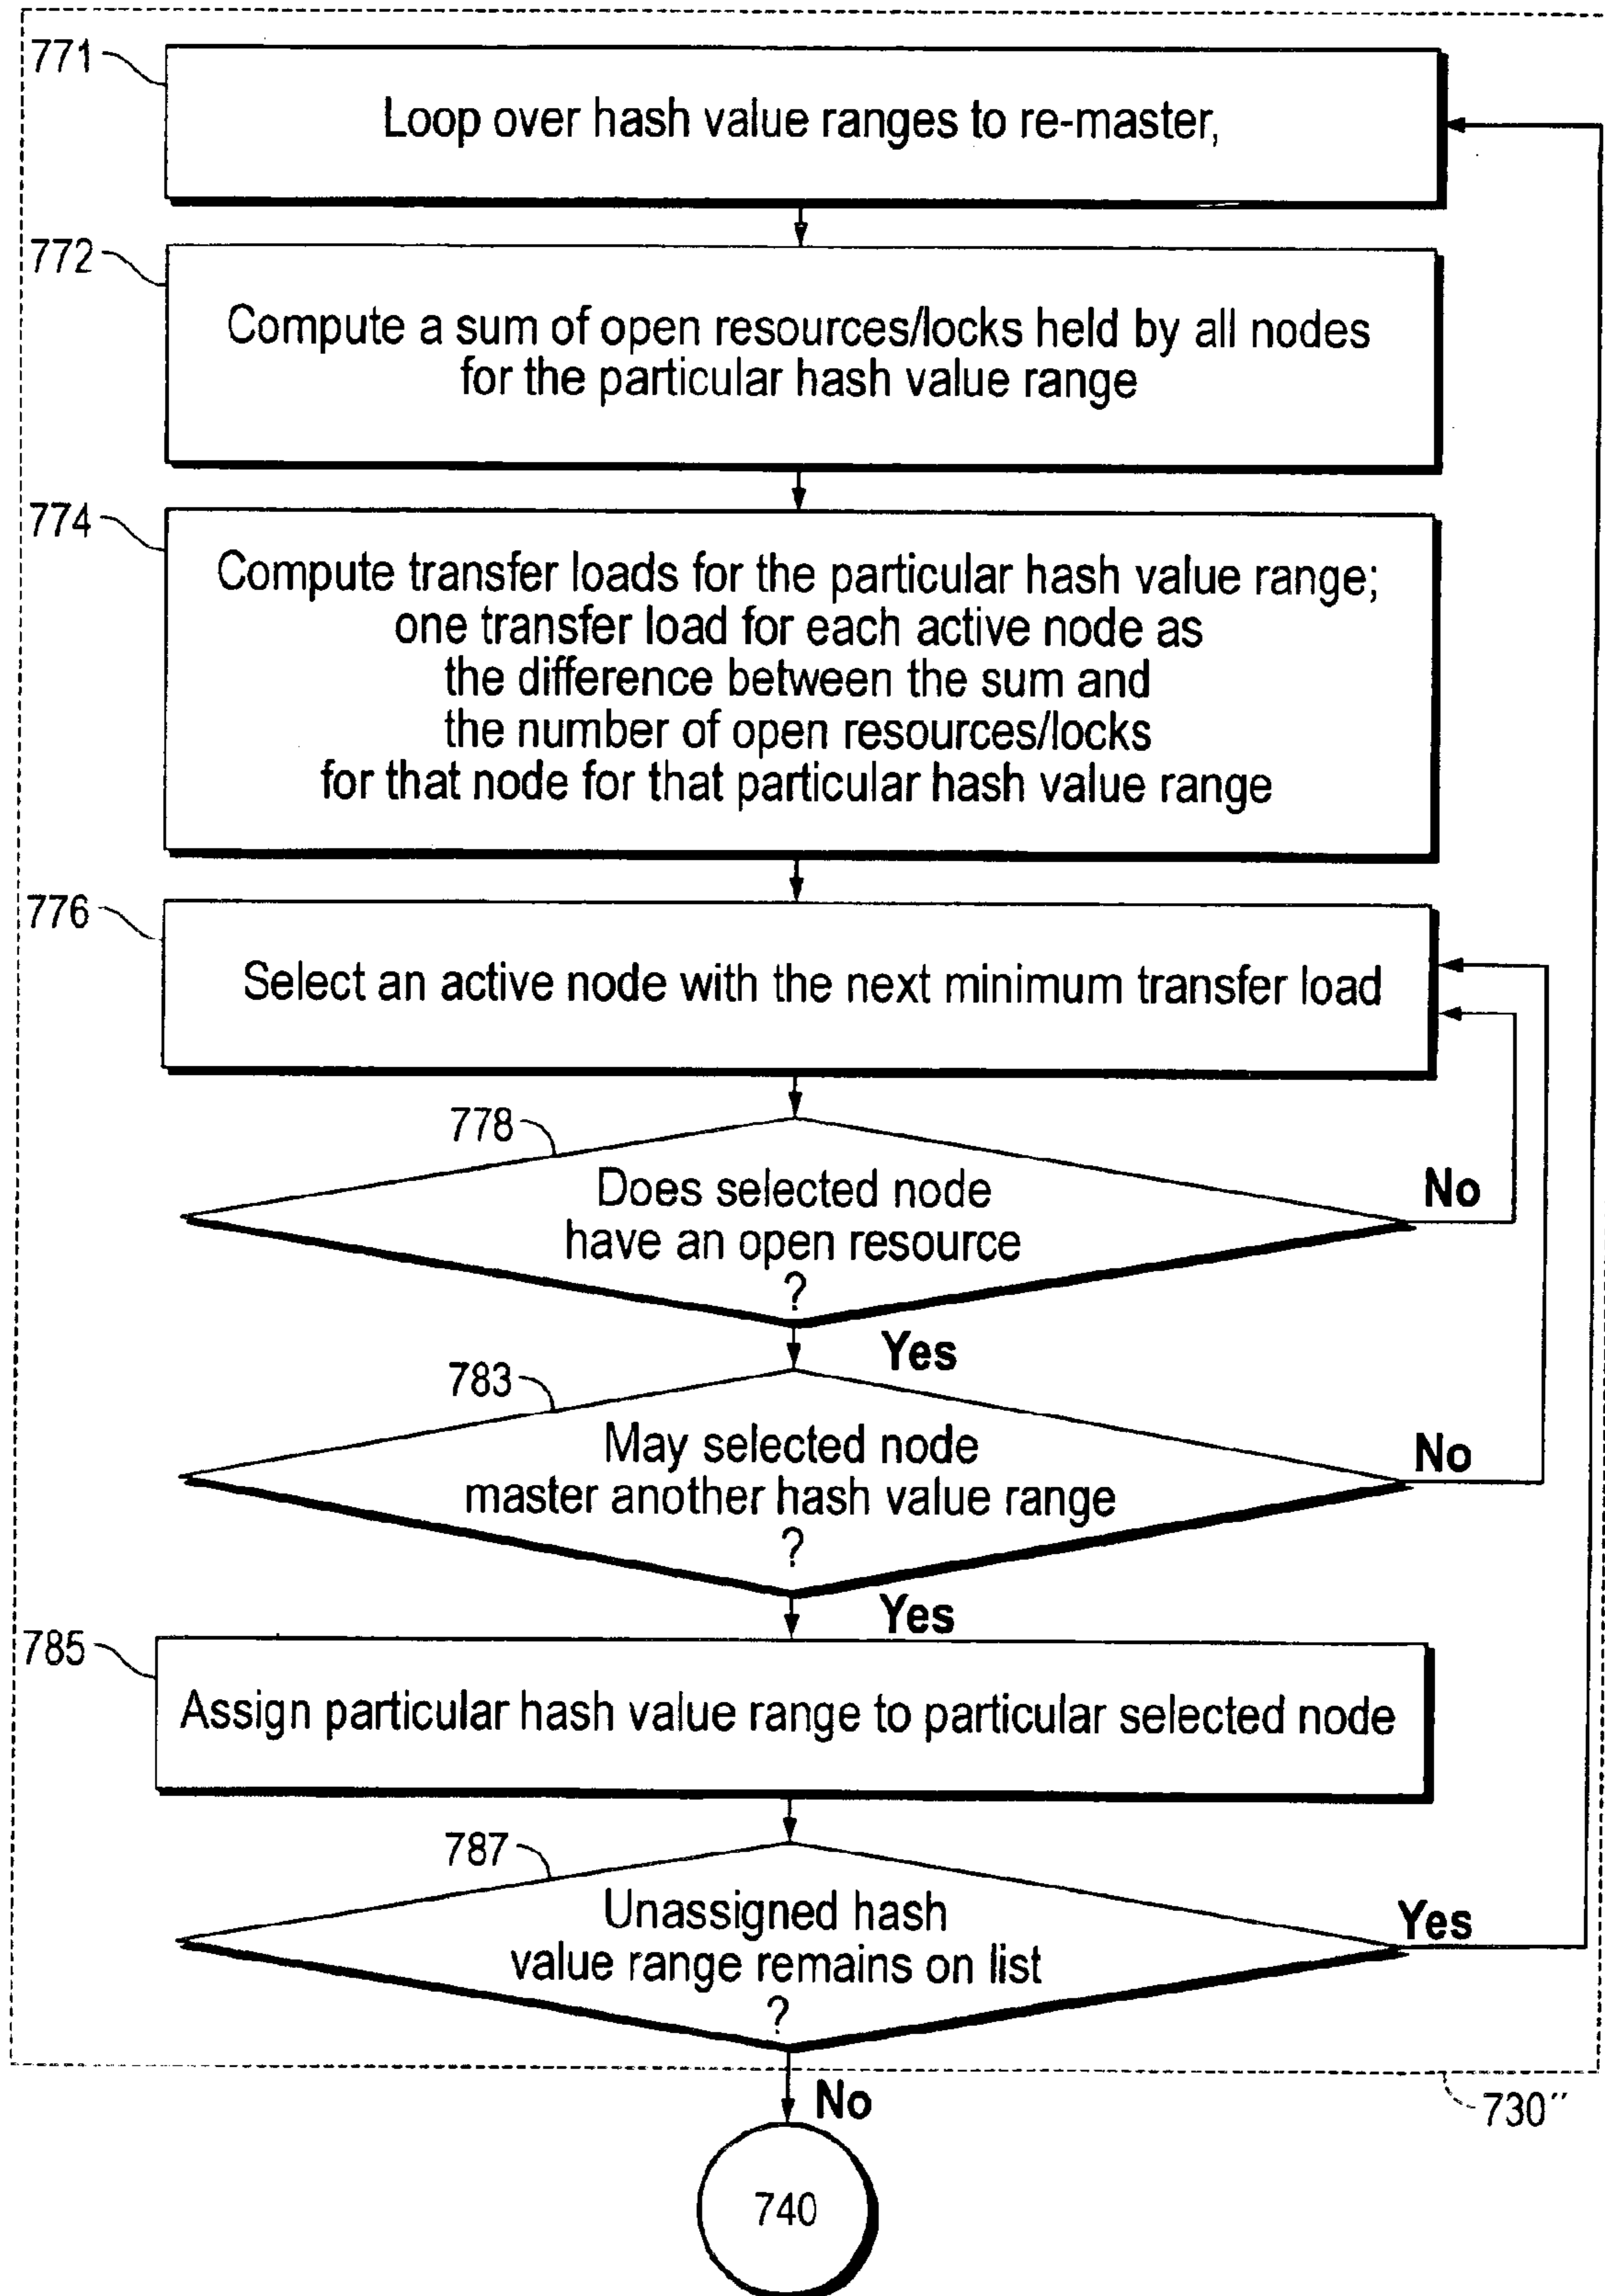 771
Loop over hash value ranges to re-master,
772
Compute a sum of open resources/locks held by all nodes
for the particular hash value range
774
Compute transfer loads for the particular hash value range;
one transfer load for each active node as
the difference between the sum and
the number of open resources/locks
for that node for that particular hash value range
776
Select an active node with the next minimum transfer load
778
Does selected node
have an open resource
?
No
Yes
783
May selected node
master another hash value range
?
No
Yes
785
Assign particular hash value range to particular selected node
787
Unassigned hash
value range remains on list
?
Yes
No
730″
740